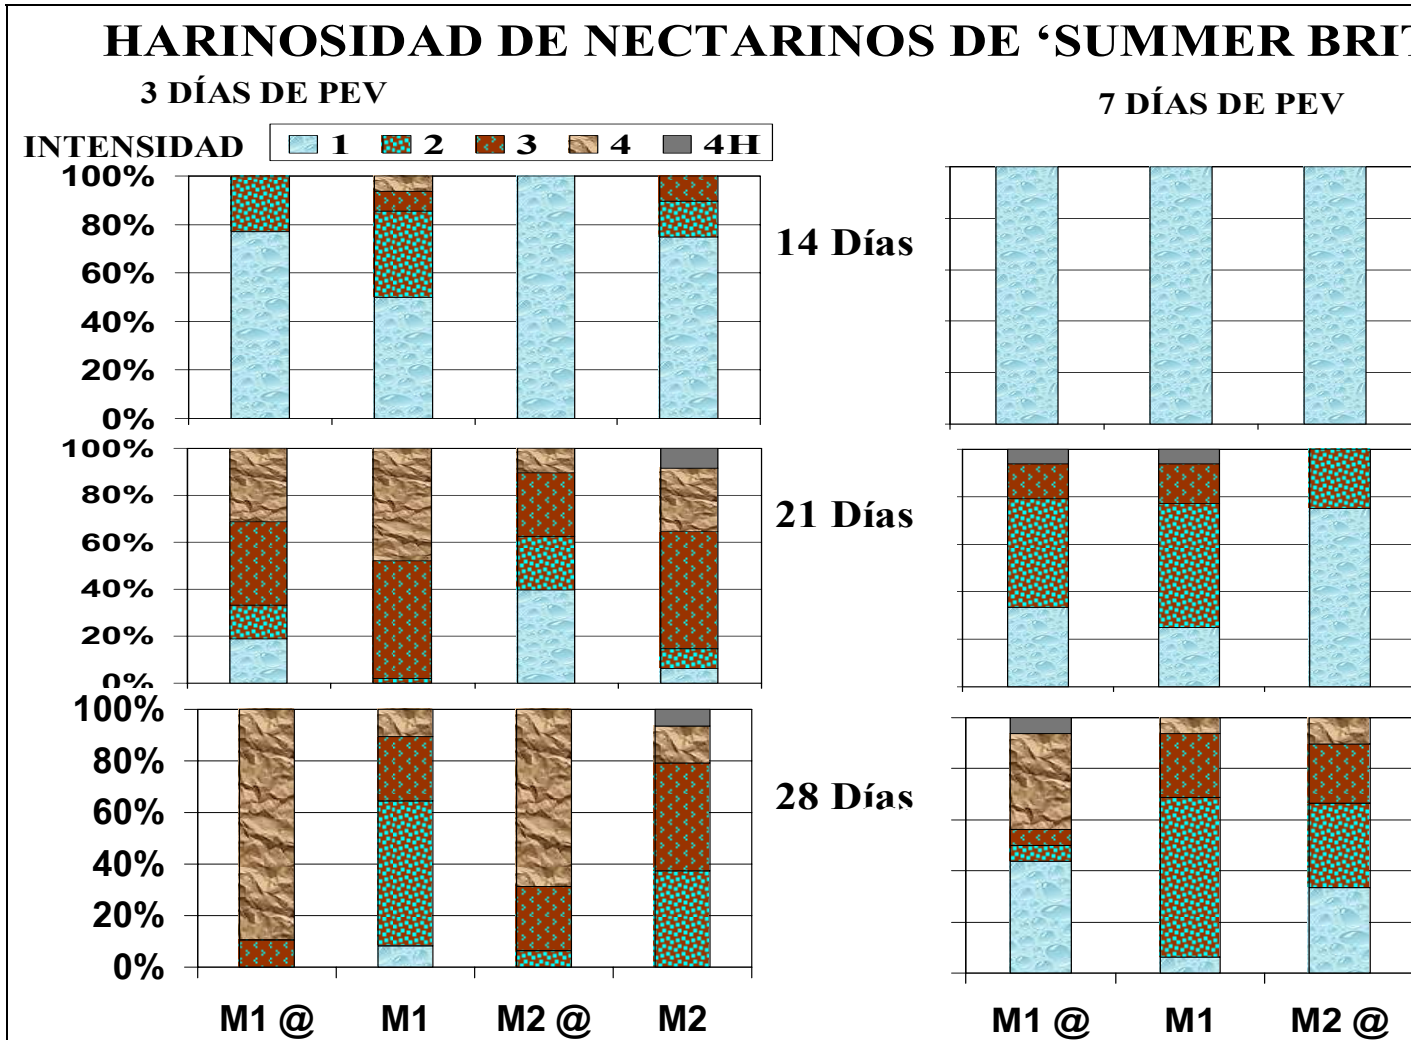 HARINOSIDAD DE NECTARINOS DE ‘SUMMER BRIT
3 DÍAS DE PEV
7 DÍAS DE PEV
INTENSIDAD 1 2 3 4 4H
100%
80%
60%
40%
20%
0%
14 Días
100%
80%
60%
40%
20%
0%
21 Días
100%
80%
60%
40%
20%
0%
28 Días
M1 @ M1 M2 @ M2
M1 @ M1 M2 @